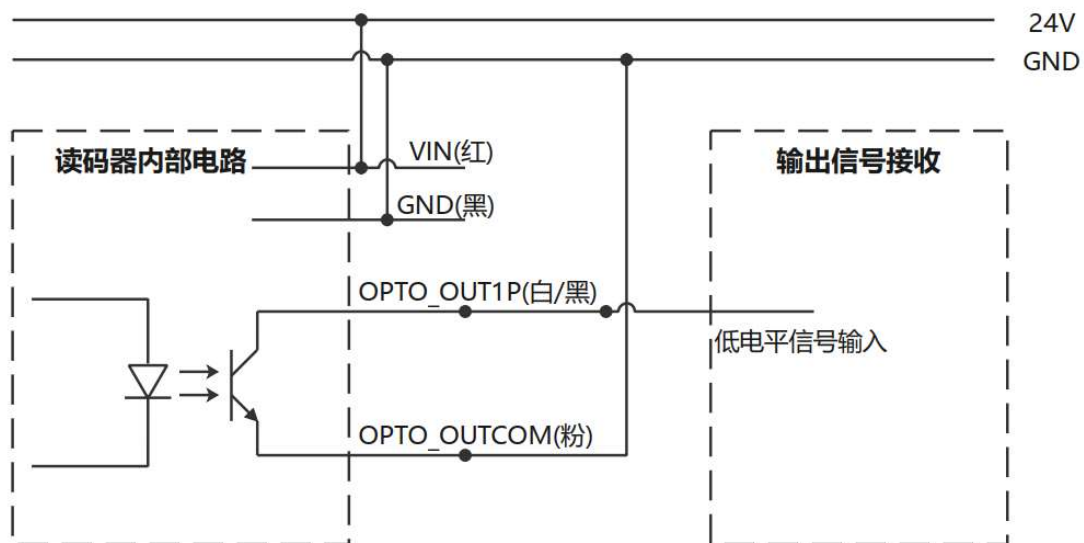 24V
GND
读码器内部电路
VIN(红)
输出信号接收
GND(黑)
OPTO_OUT1P(白/黑)
低电平信号输入
OPTO_OUTCOM(粉)